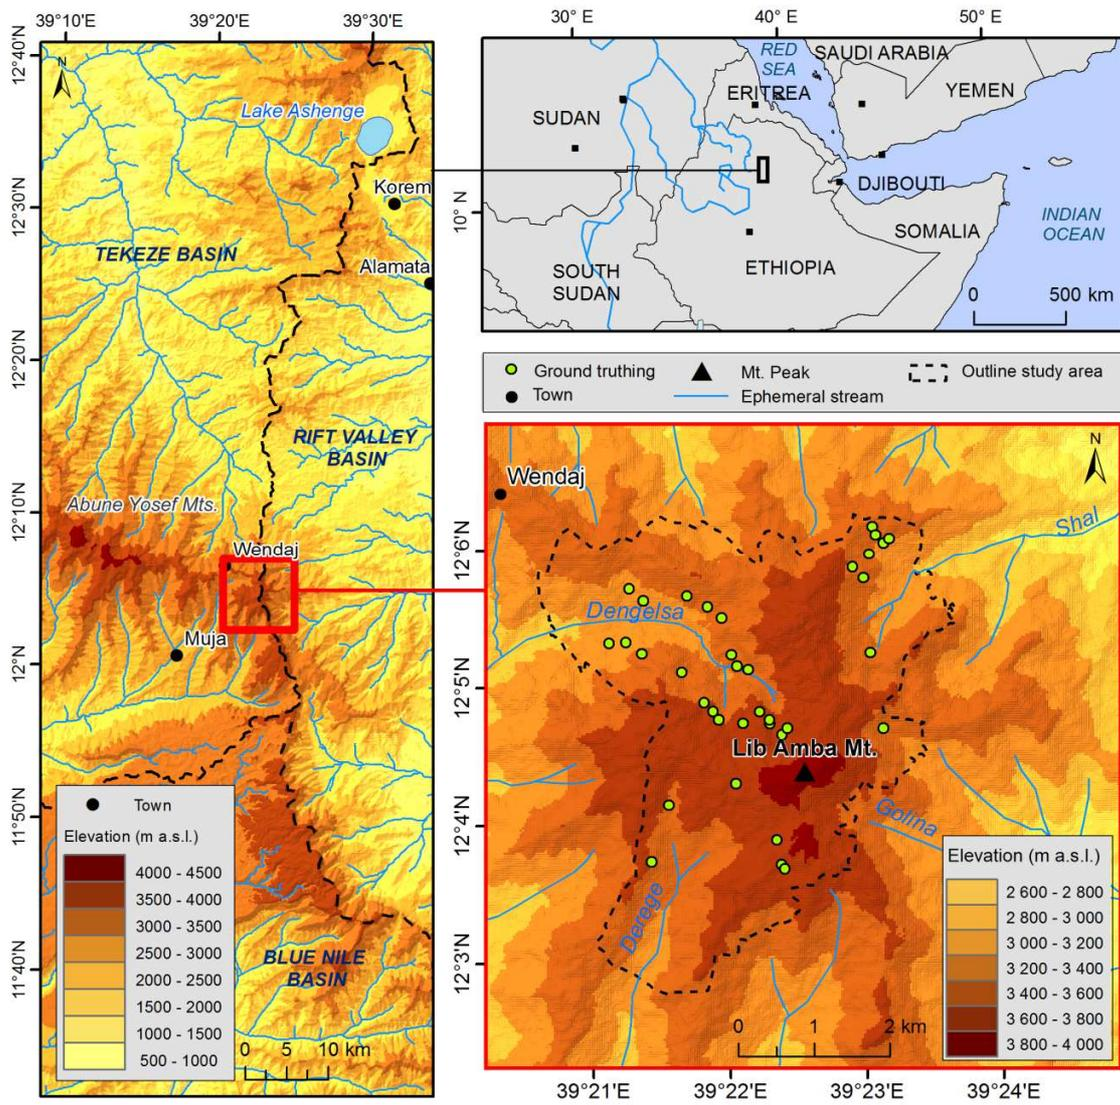 39°10'E
39°20'E
39°30'E
12°40'N
12°30'N
12°20'N
12°10'N
12°N
11°50'N
11°40'N
N
Lake Ashenge
Korem
TEKEZE BASIN
Alamata
RIFT VALLEY
BASIN
Abune Yosef Mts.
Wendaj
Muja
BLUE NILE
BASIN
Town
Elevation (m a.s.l.)
4000 - 4500
3500 - 4000
3000 - 3500
2500 - 3000
2000 - 2500
1500 - 2000
1000 - 1500
500 - 1000
0 5 10 km
30° E
40° E
50° E
10° N
RED
SEA
SAUDI ARABIA
ERITREA
YEMEN
SUDAN
DJIBOUTI
SOMALIA
INDIAN
OCEAN
SOUTH
SUDAN
ETHIOPIA
0 500 km
Ground truthing
Mt. Peak
Outline study area
Town
Ephemeral stream
Wendaj
N
Shal
12°6'N
12°5'N
12°4'N
12°3'N
Dengelsa
Lib Amba Mt.
Golina
Derege
Elevation (m a.s.l.)
2 600 - 2 800
2 800 - 3 000
3 000 - 3 200
3 200 - 3 400
3 400 - 3 600
3 600 - 3 800
3 800 - 4 000
0 1 2 km
39°21'E
39°22'E
39°23'E
39°24'E